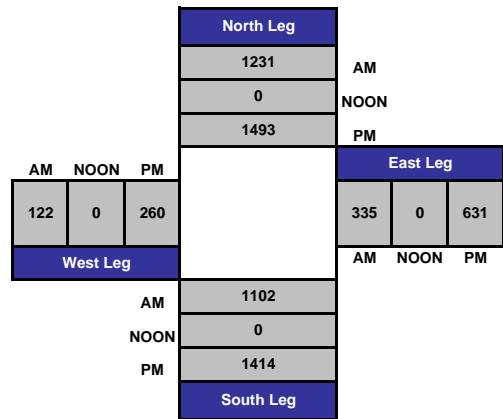 North Leg
1231 AM
0 NOON
1493 PM
AM NOON PM East Leg
122 0 260 335 0 631
West Leg AM NOON PM
AM 1102
NOON 0
PM 1414
South Leg